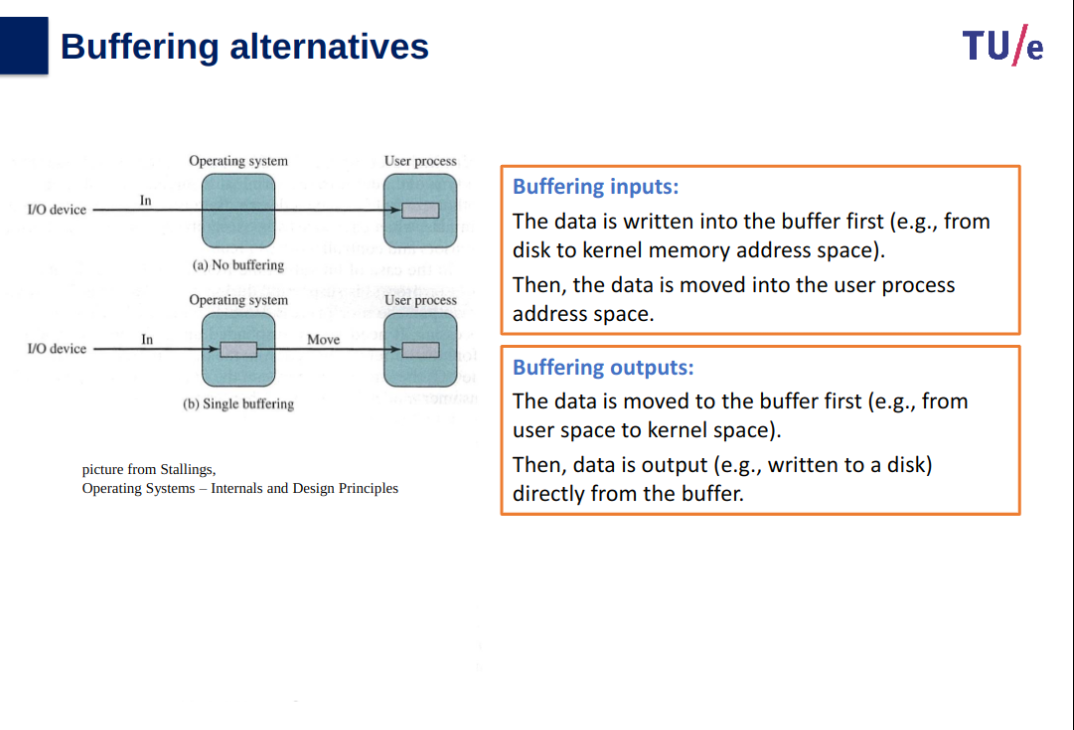 Buffering alternatives
TU/e
Operating system
User process
I/O device
In
(a) No buffering
Operating system
User process
I/O device
In
Move
(b) Single buffering
picture from Stallings,
Operating Systems – Internals and Design Principles
Buffering inputs:
The data is written into the buffer first (e.g., from
disk to kernel memory address space).
Then, the data is moved into the user process
address space.
Buffering outputs:
The data is moved to the buffer first (e.g., from
user space to kernel space).
Then, data is output (e.g., written to a disk)
directly from the buffer.